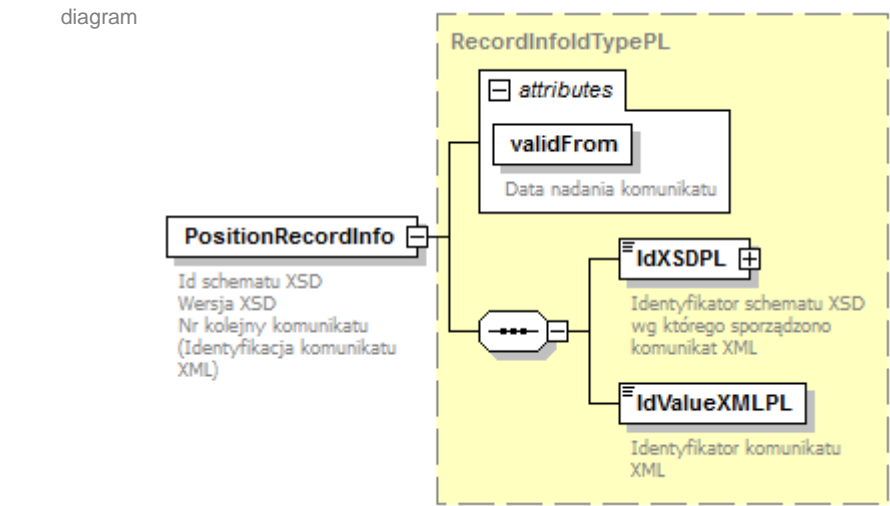 diagram
RecordInfoIdTypePL
attributes
validFrom
Data nadania komunikatu
PositionRecordInfo
Id schematu XSD
Wersja XSD
Nr kolejny komunikatu
(Identyfikacja komunikatu
XML)
IdXSDPL
Identyfikator schematu XSD
wg którego sporządzono
komunikat XML
IdValueXMLPL
Identyfikator komunikatu
XML